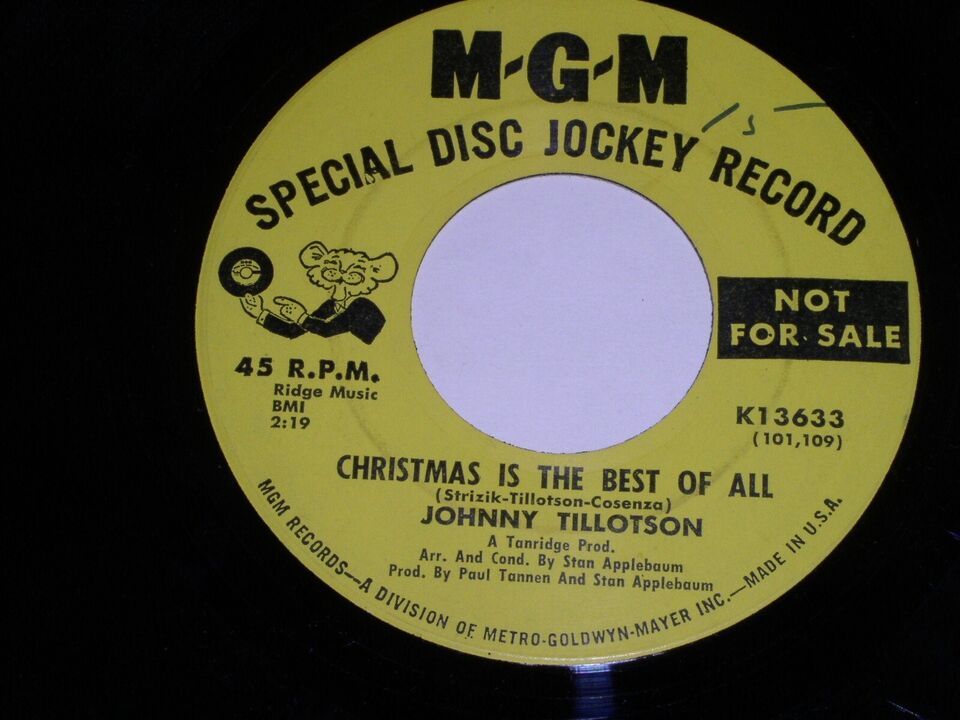 M-G-M
15
SPECIAL DISC JOCKEY RECORD
NOT
FOR SALE
45 R.P.M.
Ridge Music
BMI
2:19
K13633
(101,109)
CHRISTMAS IS THE BEST OF ALL
(Strizik-Tillotson-Cosenza)
JOHNNY TILLOTSON
A Tanridge Prod.
Arr. And Cond. By Stan Applebaum
Prod. By Paul Tannen And Stan Applebaum
MGM RECORDS—A DIVISION OF METRO-GOLDWYN-MAYER INC.—MADE IN U.S.A.